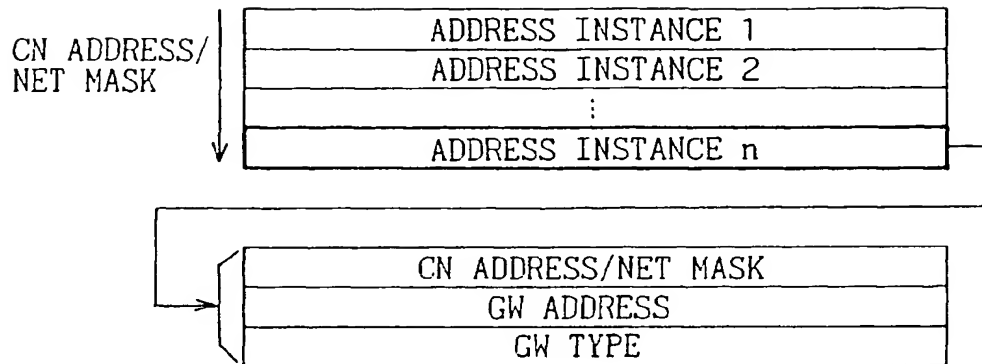 CN ADDRESS/
NET MASK
ADDRESS INSTANCE 1
ADDRESS INSTANCE 2
⋮
ADDRESS INSTANCE n
CN ADDRESS/NET MASK
GW ADDRESS
GW TYPE